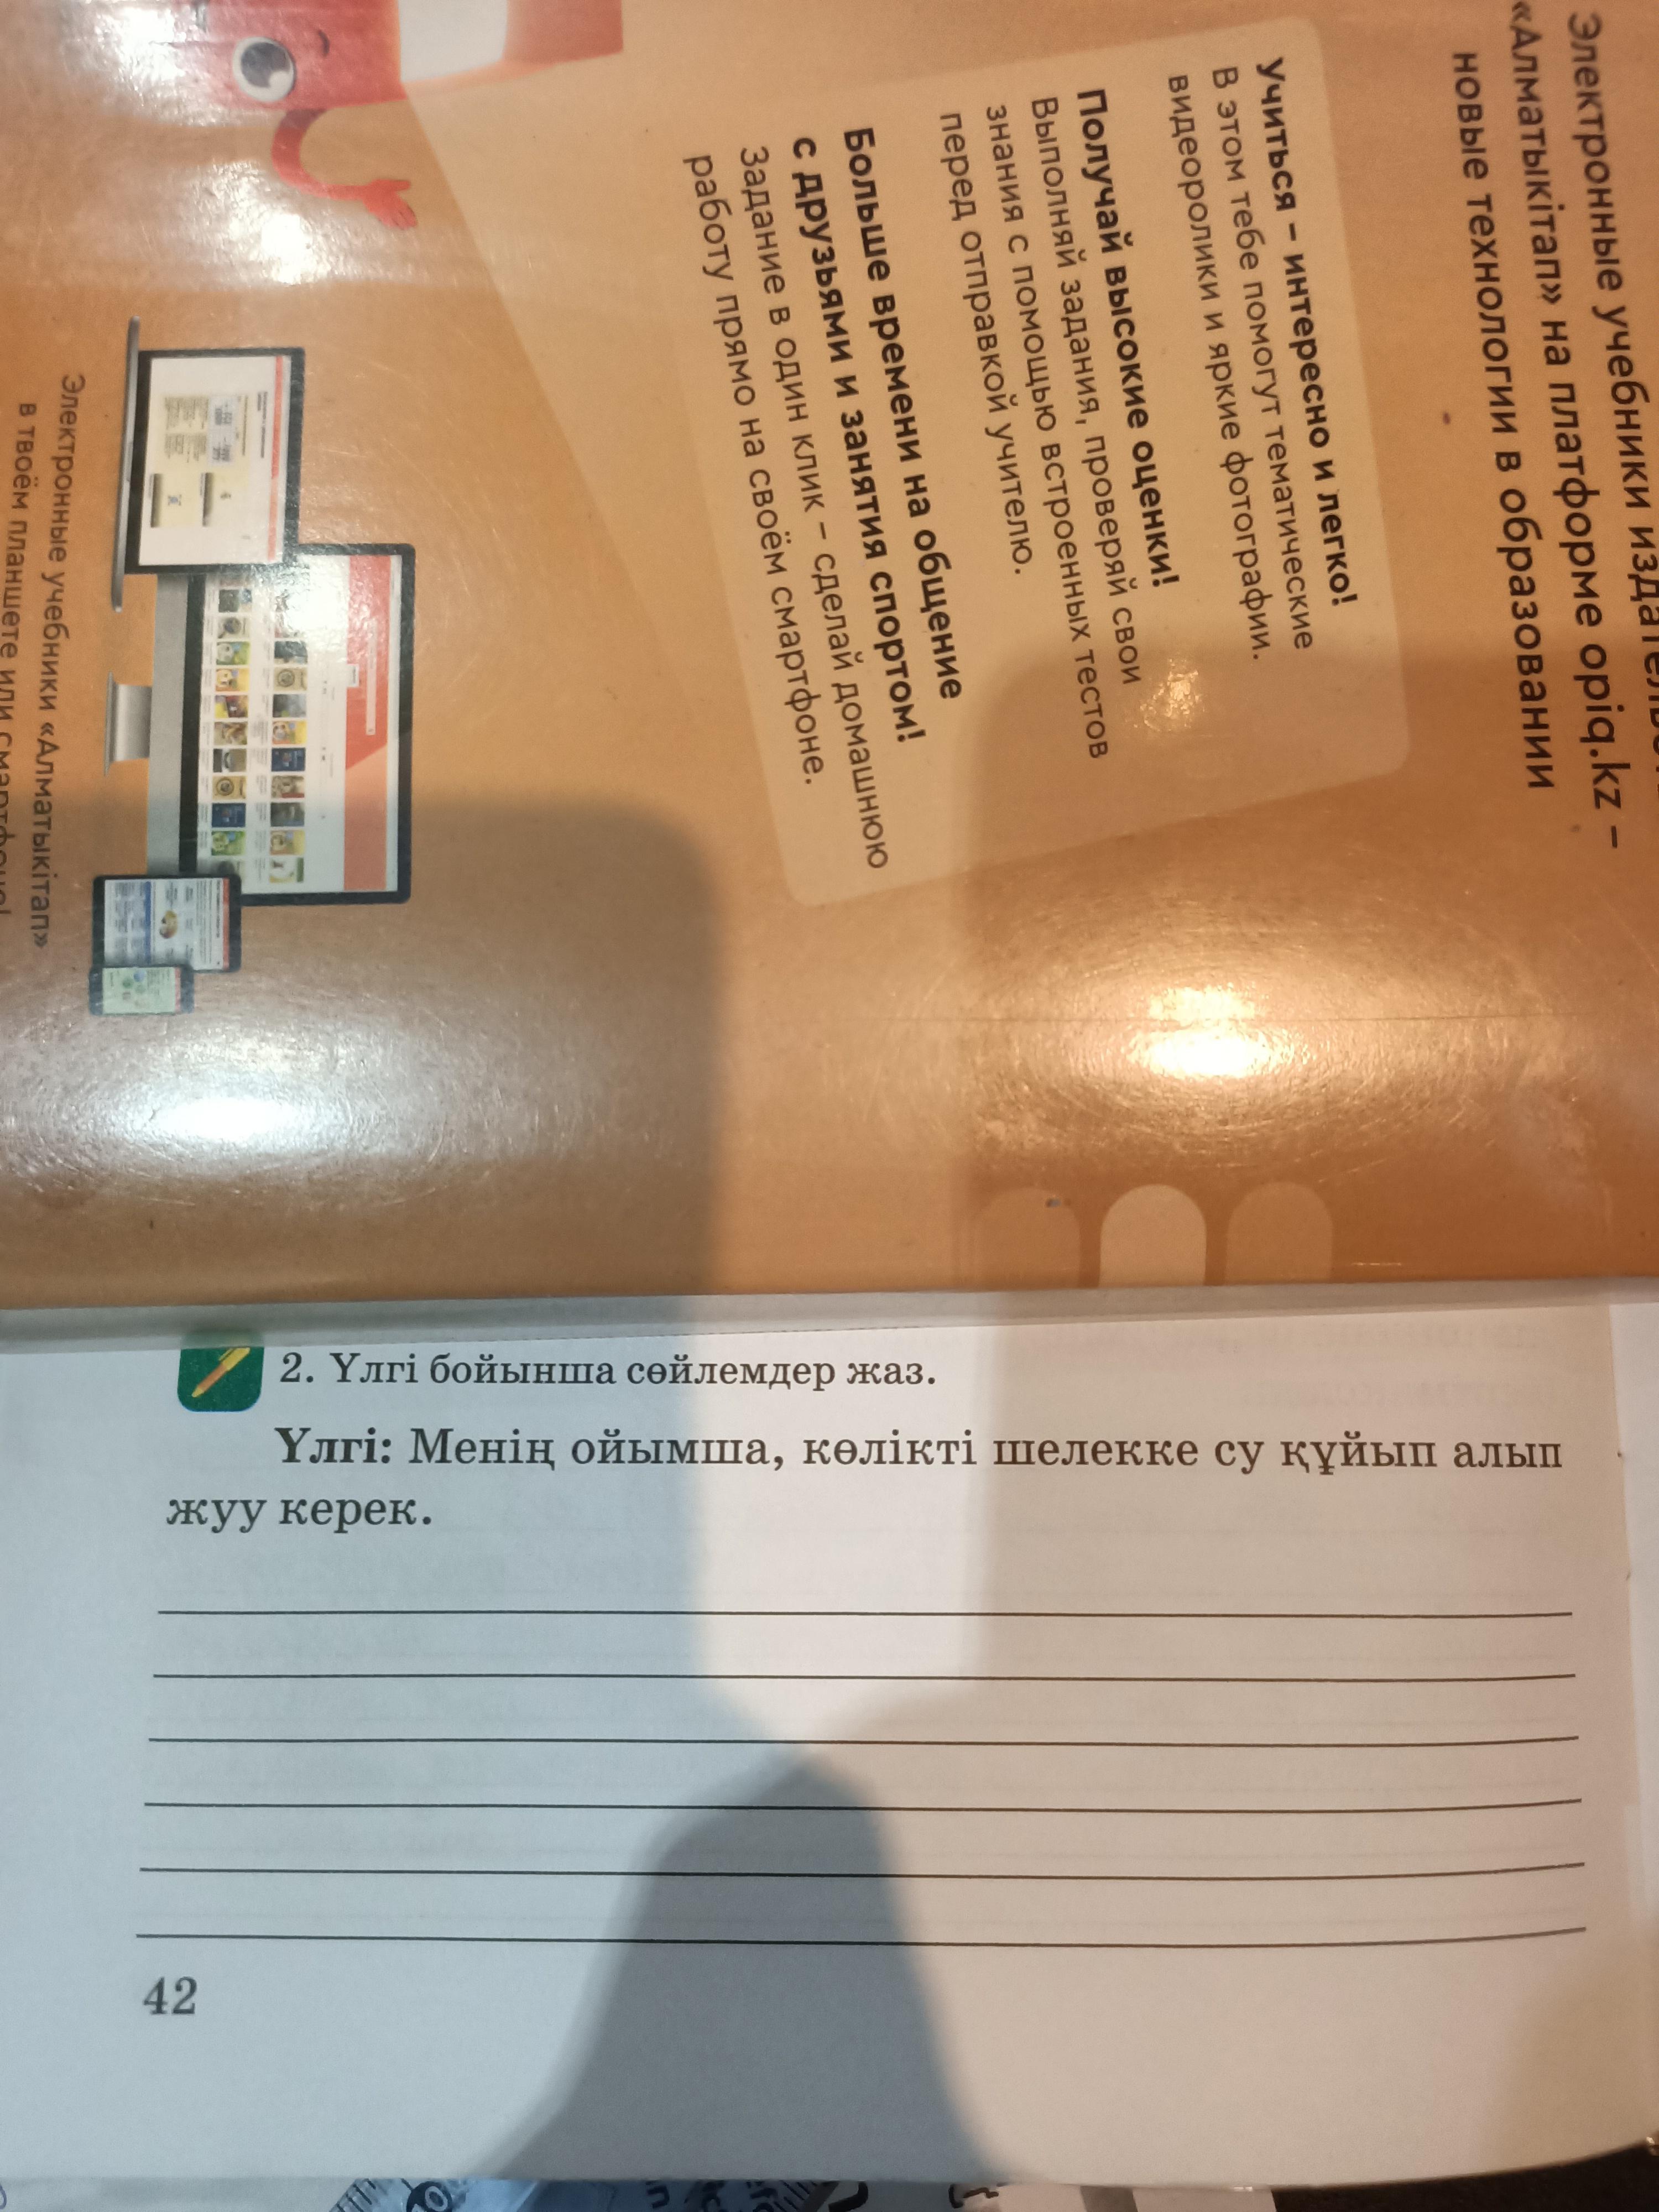 Электронные учебники
«Алматыкітап» на платформе opiq.kz –
новые технологии в образовании
Учиться – интересно и легко!
В этом тебе помогут тематические
видеоролики и яркие фотографии.
Получай высокие оценки!
Выполняй задания, проверяй свои
знания с помощью встроенных тестов
перед отправкой учителю.
Больше времени на общение
с друзьями и занятия спортом!
Задание в один клик – сделай домашнюю
работу прямо на своём смартфоне.
Электронные учебники «Алматыкітап»
в твоём планшете или смартфоне!
2. Үлгі бойынша сөйлемдер жаз.
Үлгі: Менің ойымша, көлікті шелекке су құйып алып
жуу керек.
42